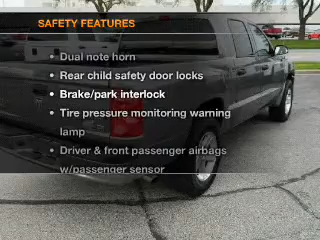 SAFETY FEATURES
• Dual note horn
• Rear child safety door locks
• Brake/park interlock
• Tire pressure monitoring warning
lamp
• Driver & front passenger airbags
w/passenger sensor